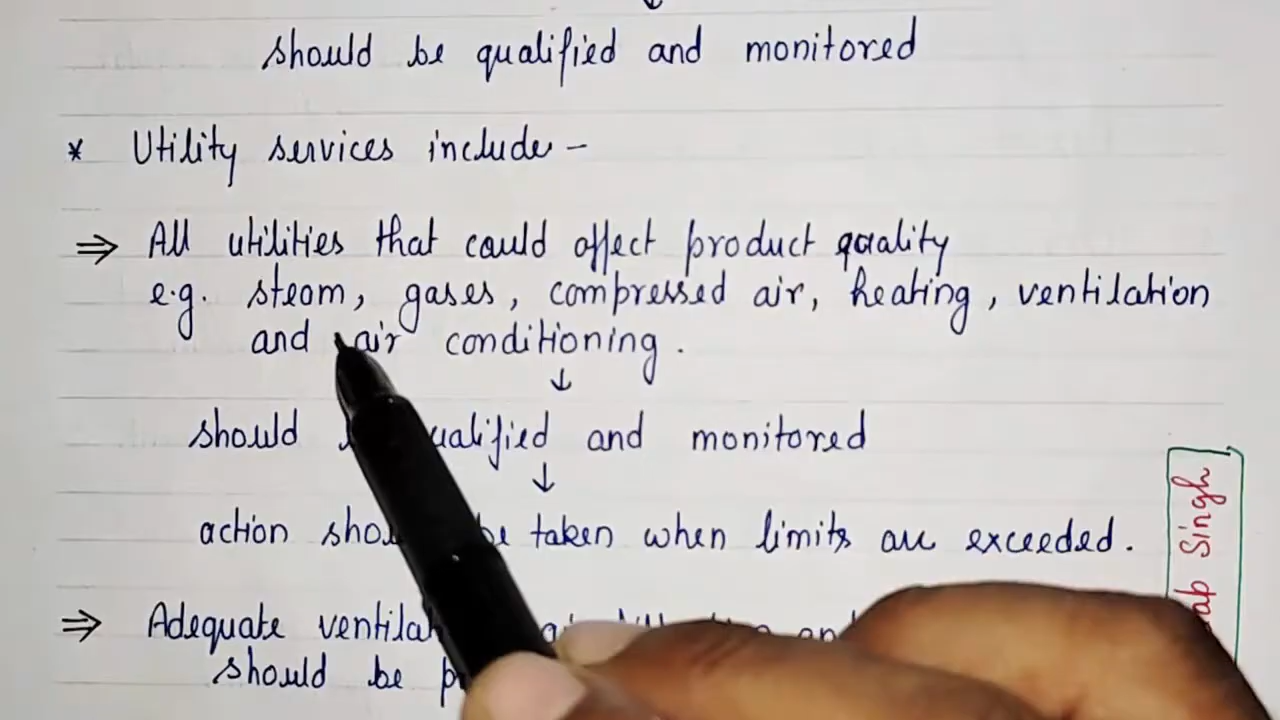 should be qualified and monitored
* Utility services include -
⇒ All utilities that could affect product quality
e.g. steam, gases, compressed air, heating, ventilation
and air conditioning.
↓
should qualified and monitored
↓
action be taken when limits are exceeded.
⇒ Adequate
should be
Singh